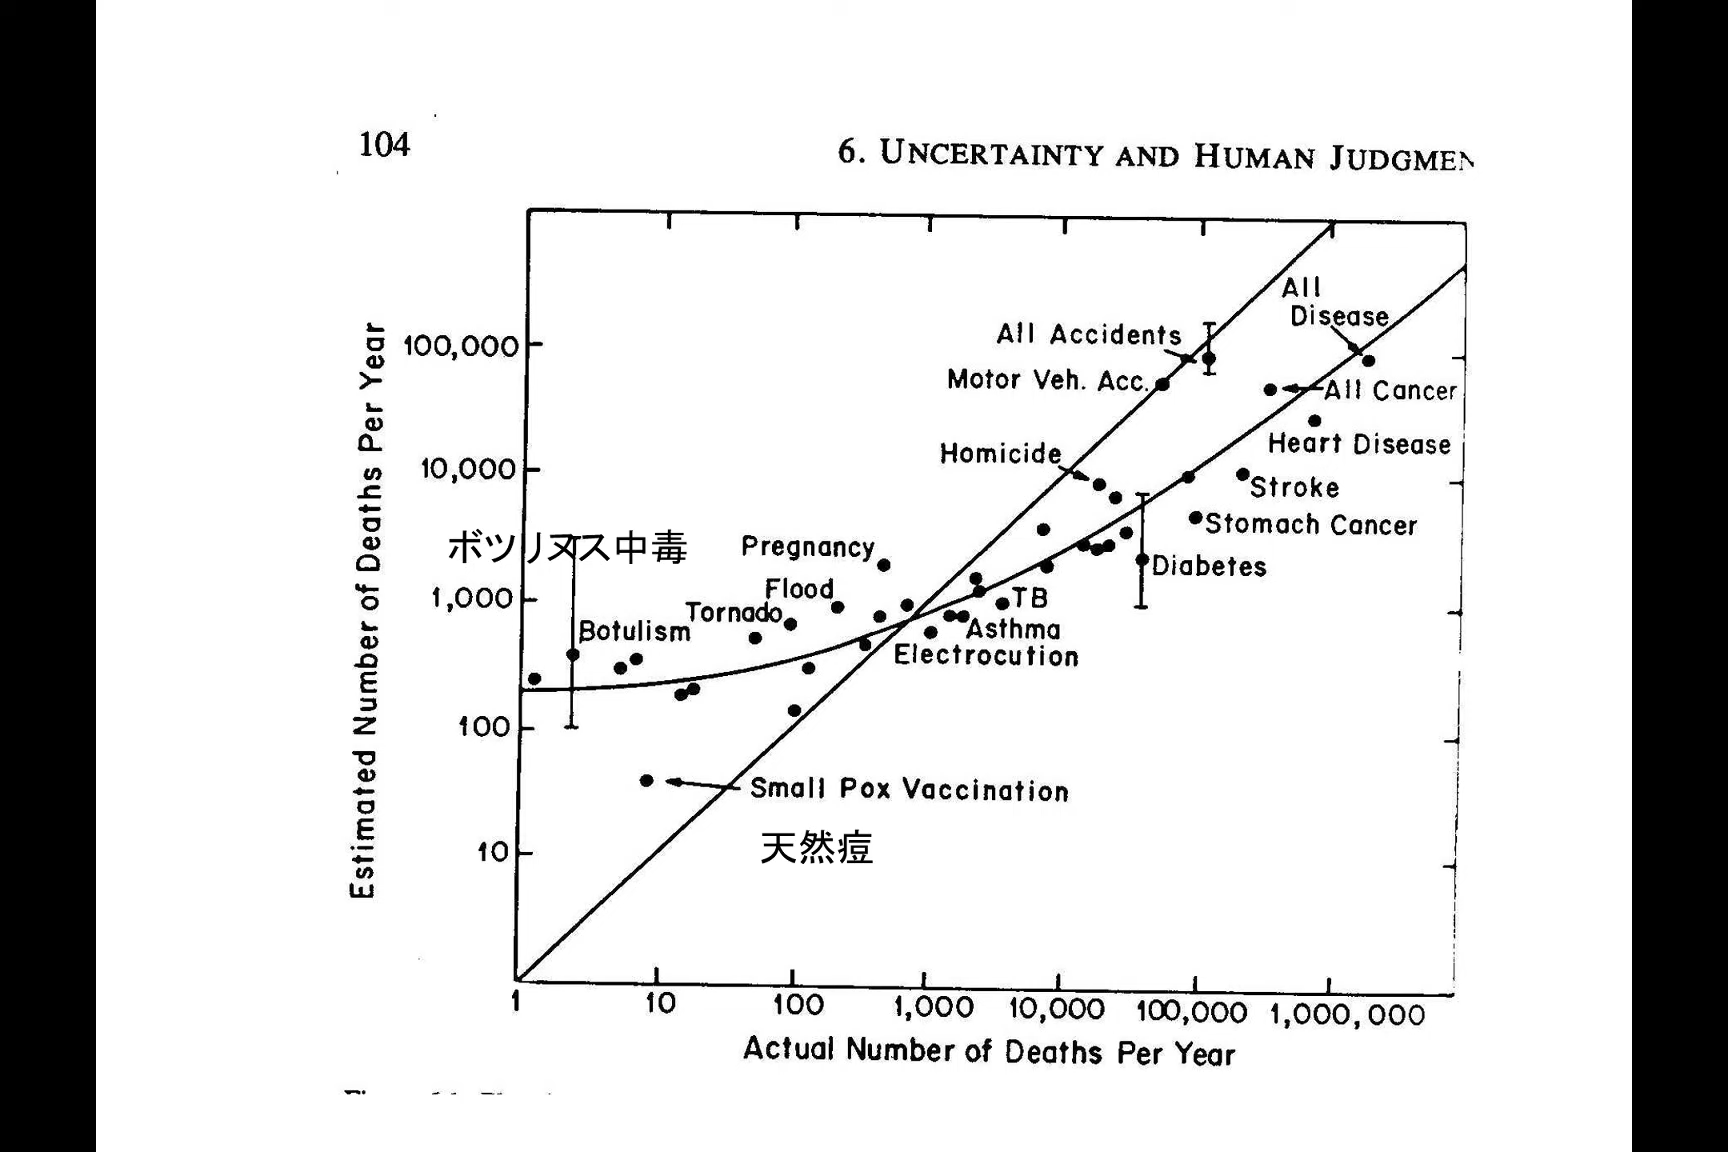 104
6. UNCERTAINTY AND HUMAN JUDGMEN
Estimated Number of Deaths Per Year
100,000
10,000
1,000
100
10
All
Disease
All Accidents
Motor Veh. Acc.
All Cancer
Heart Disease
Homicide
Stroke
Stomach Cancer
ボツリヌス中毒
Pregnancy
Diabetes
Flood
TB
Tornado
Botulism
Asthma
Electrocution
Small Pox Vaccination
天然痘
1
10
100
1,000
10,000
100,000
1,000,000
Actual Number of Deaths Per Year